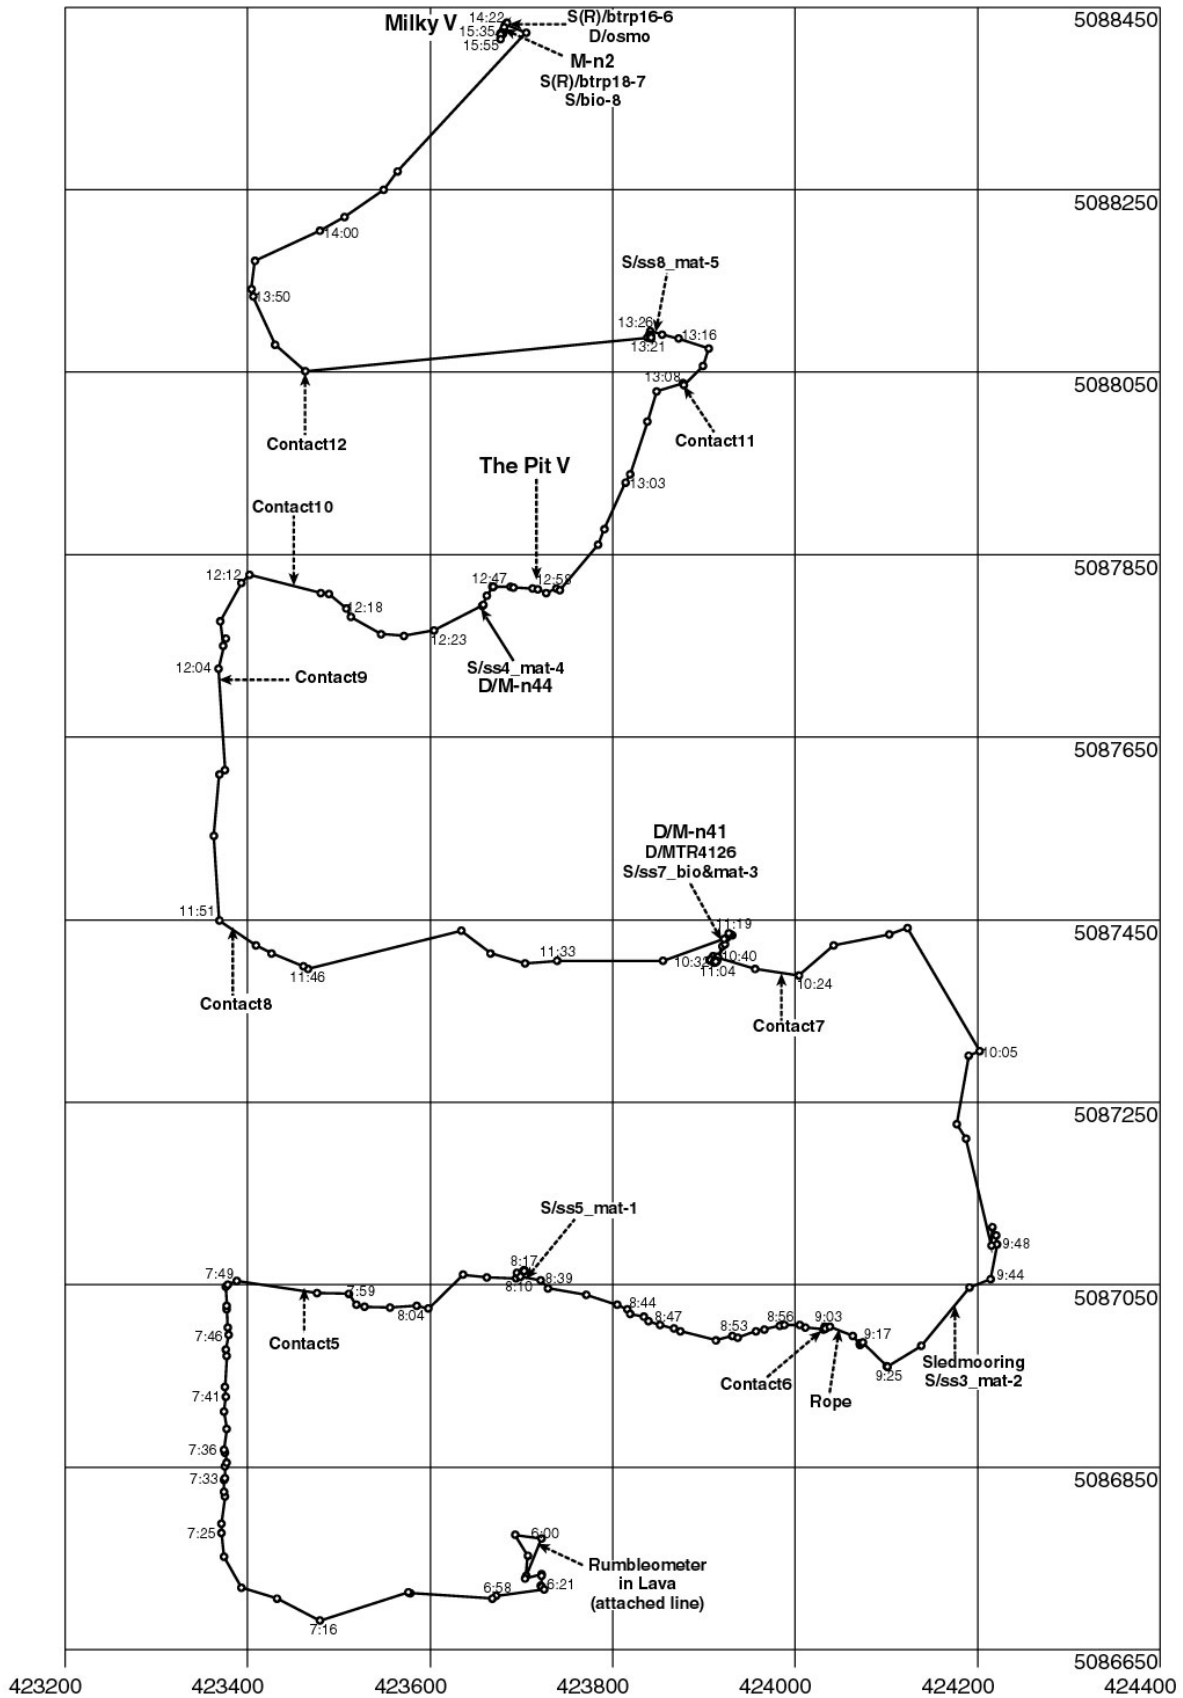 Milky V
14:22
15:35
15:55
S(R)/btrp16-6
D/osmo
M-n2
S(R)/btrp18-7
S/bio-8
5088450
5088250
14:00
S/ss8_mat-5
13:50
13:26
13:21
13:16
5088050
13:08
Contact12
Contact11
The Pit V
13:03
Contact10
5087850
12:12
12:47
12:58
12:18
12:23
12:04
Contact9
S/ss4_mat-4
D/M-n44
5087650
D/M-n41
D/MTR4126
S/ss7_bio&mat-3
11:51
11:19
5087450
11:33
10:32
10:40
11:04
11:46
10:24
Contact8
Contact7
10:05
5087250
S/ss5_mat-1
9:48
8:17
7:49
8:10
8:39
9:44
7:59
5087050
8:04
8:44
8:47
8:56
9:03
7:46
Contact5
8:53
9:17
Sledmooring
S/ss3_mat-2
9:25
Contact6
Rope
7:41
7:36
7:33
5086850
7:25
6:00
Rumbleometer
in Lava
(attached line)
6:58
6:21
7:16
5086650
423200 423400 423600 423800 424000 424200 424400